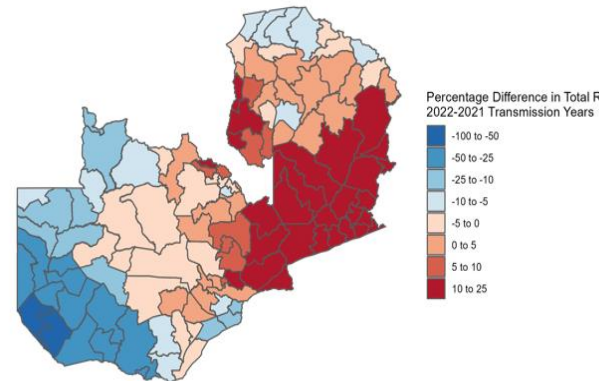 Percentage Difference in Total R
2022-2021 Transmission Years
-100 to -50
-50 to -25
-25 to -10
-10 to -5
-5 to 0
0 to 5
5 to 10
10 to 25